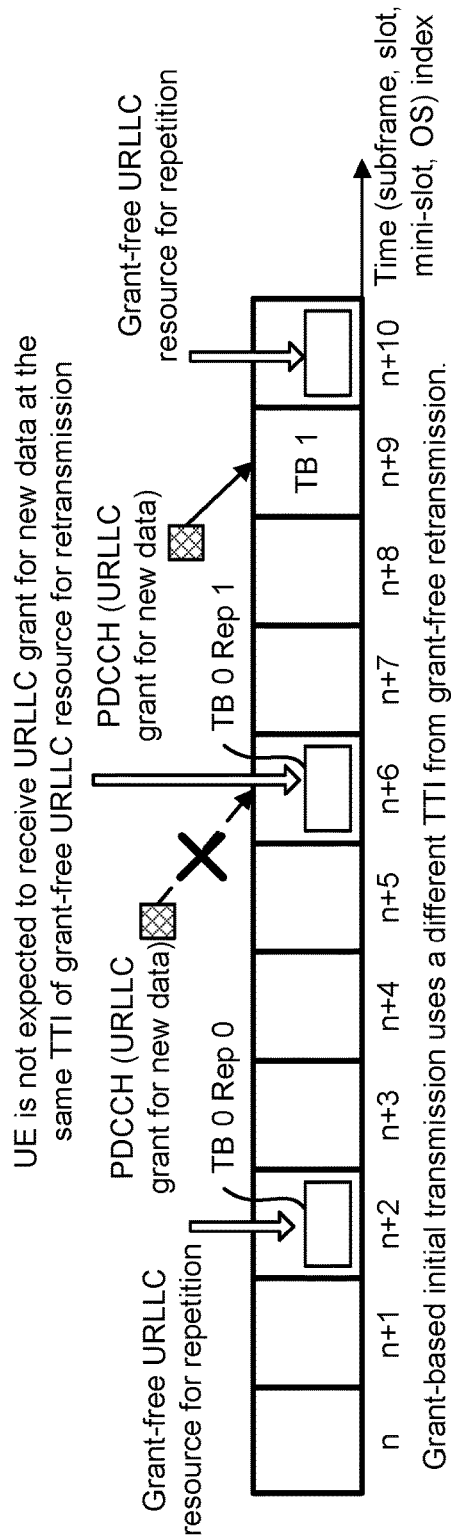 UE is not expected to receive URLLC grant for new data at the
same TTI of grant-free URLLC resource for retransmission
Grant-free URLLC
resource for repetition
PDCCH (URLLC
grant for new data)
TB 0 Rep 0
PDCCH (URLLC
grant for new data)
TB 0 Rep 1
Grant-free URLLC
resource for repetition
TB 1
n
n+1
n+2
n+3
n+4
n+5
n+6
n+7
n+8
n+9
n+10
Time (subframe, slot,
mini-slot, OS) index
Grant-based initial transmission uses a different TTI from grant-free retransmission.